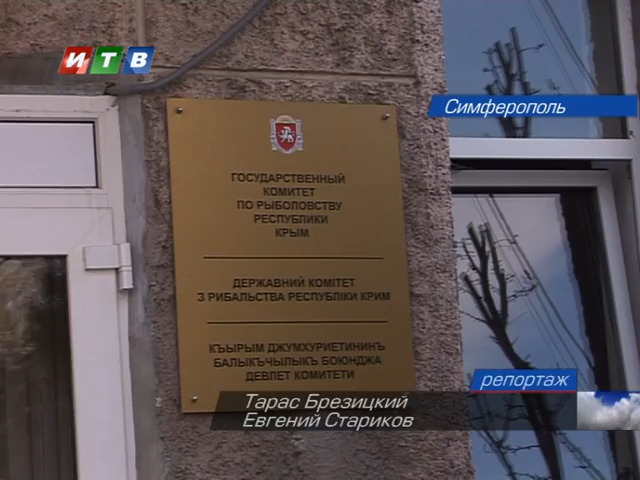 ИТВ
Симферополь
ГОСУДАРСТВЕННЫЙ
КОМИТЕТ
ПО РЫБОЛОВСТВУ
РЕСПУБЛИКИ
КРЫМ
ДЕРЖАВНИЙ КОМІТЕТ
З РИБАЛЬСТВА РЕСПУБЛІКИ КРИМ
КЪЫРЫМ ДЖУМХУРИЕТИНИНЪ
БАЛЫКЪЧЫЛЫКЪ БОЮНДЖА
ДЕВЛЕТ КОМИТЕТИ
репортаж
Тарас Брезицкий
Евгений Стариков